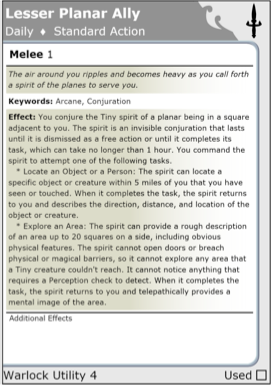 Lesser Planar Ally
Daily ♦ Standard Action
Melee 1
The air around you ripples and becomes heavy as you call forth
a spirit of the planes to serve you.
Keywords: Arcane, Conjuration
Effect: You conjure the Tiny spirit of a planar being in a square
adjacent to you. The spirit is an invisible conjuration that lasts
until it is dismissed as a free action or until it completes its
task, which can take no longer than 1 hour. You command the
spirit to attempt one of the following tasks.
* Locate an Object or a Person: The spirit can locate a
specific object or creature within 5 miles of you that you have
seen or touched. When it completes the task, the spirit returns
to you and describes the direction, distance, and location of the
object or creature.
* Explore an Area: The spirit can provide a rough description
of an area up to 20 squares on a side, including obvious
physical features. The spirit cannot open doors or breach
physical or magical barriers, so it cannot explore any area that
a Tiny creature couldn't reach. It cannot notice anything that
requires a Perception check to detect. When it completes the
task, the spirit returns to you and telepathically provides a
mental image of the area.
Additional Effects
Warlock Utility 4 Used